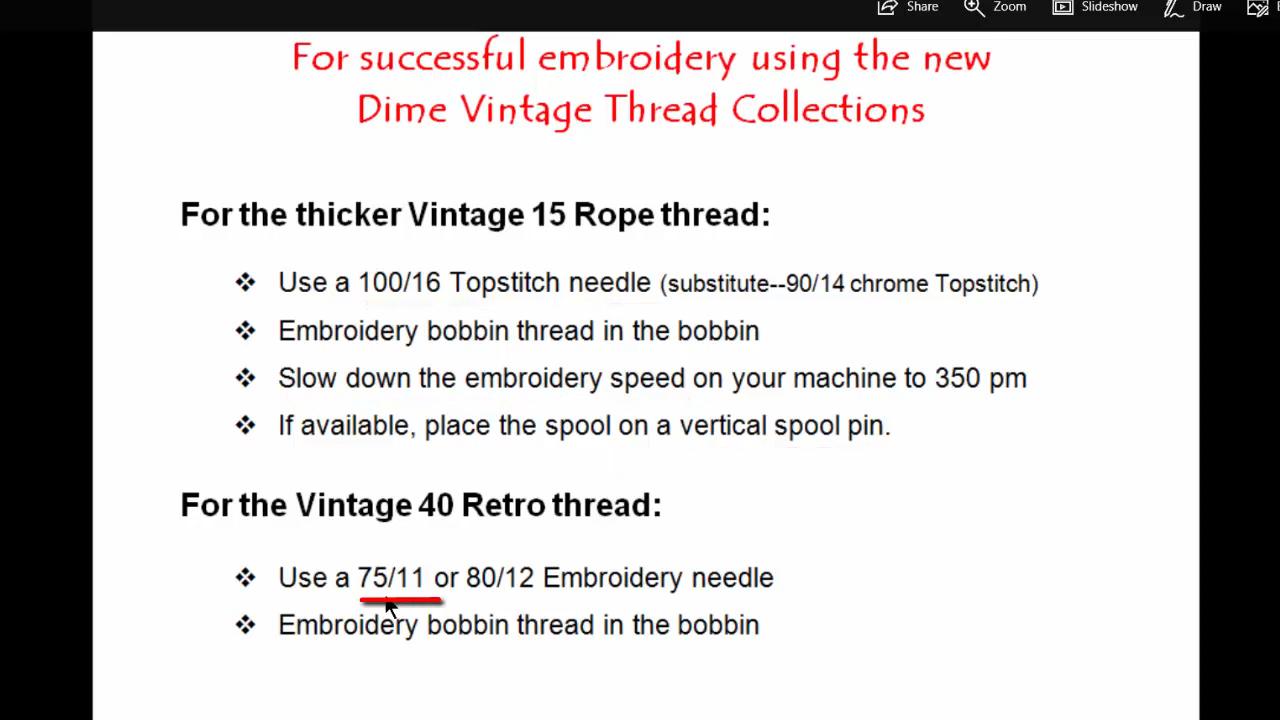 Share Zoom Slideshow Draw
For successful embroidery using the new
Dime Vintage Thread Collections
For the thicker Vintage 15 Rope thread:
❖ Use a 100/16 Topstitch needle (substitute--90/14 chrome Topstitch)
❖ Embroidery bobbin thread in the bobbin
❖ Slow down the embroidery speed on your machine to 350 pm
❖ If available, place the spool on a vertical spool pin.
For the Vintage 40 Retro thread:
❖ Use a 75/11 or 80/12 Embroidery needle
❖ Embroidery bobbin thread in the bobbin